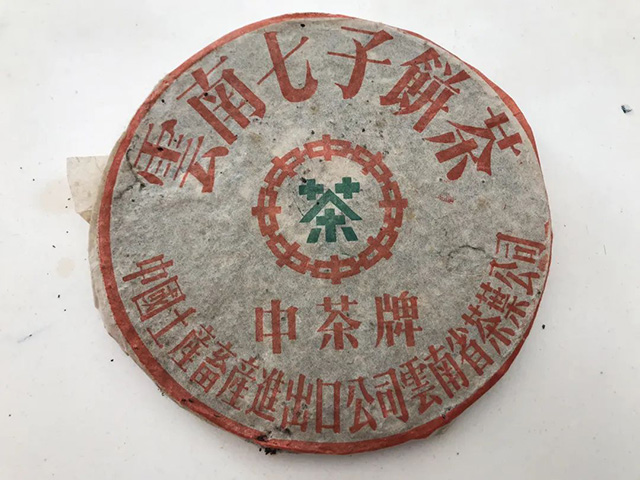 雲南七子餅茶
茶
中茶牌
中國土產畜產進出口公司雲南省茶葉公司